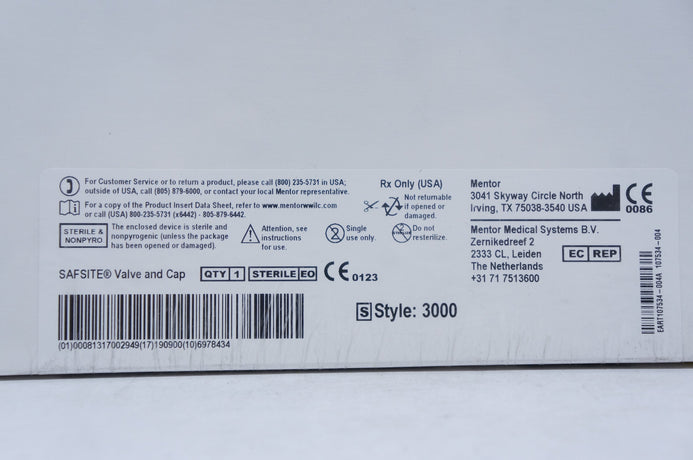 For Customer Service or to return a product, please call (800) 235-5731 in USA;
outside of USA, call (805) 879-6000, or contact your local Mentor representative.
For a copy of the Product Insert Data Sheet, refer to www.mentorwwllc.com
or call (USA) 800-235-5731 (x6442) - 805-879-6442.
STERILE &
NONPYRO
The enclosed device is sterile and
nonpyrogenic (unless the package
has been opened or damaged).
Attention, see
instructions
for use.
2
Single
use only.
Do not
resterilize.
Rx Only (USA)
Not returnable
if opened or
damaged.
SAFSITE® Valve and Cap
QTY 1
STERILE EO
CE 0123
(01)00081317002949(17)190900(10)6978434
S Style: 3000
Mentor
3041 Skyway Circle North
Irving, TX 75038-3540 USA
CE
0086
Mentor Medical Systems B.V.
Zernikedreef 2
2333 CL, Leiden
The Netherlands
+31 71 7513600
EC REP
EART107534-004A 107534-004